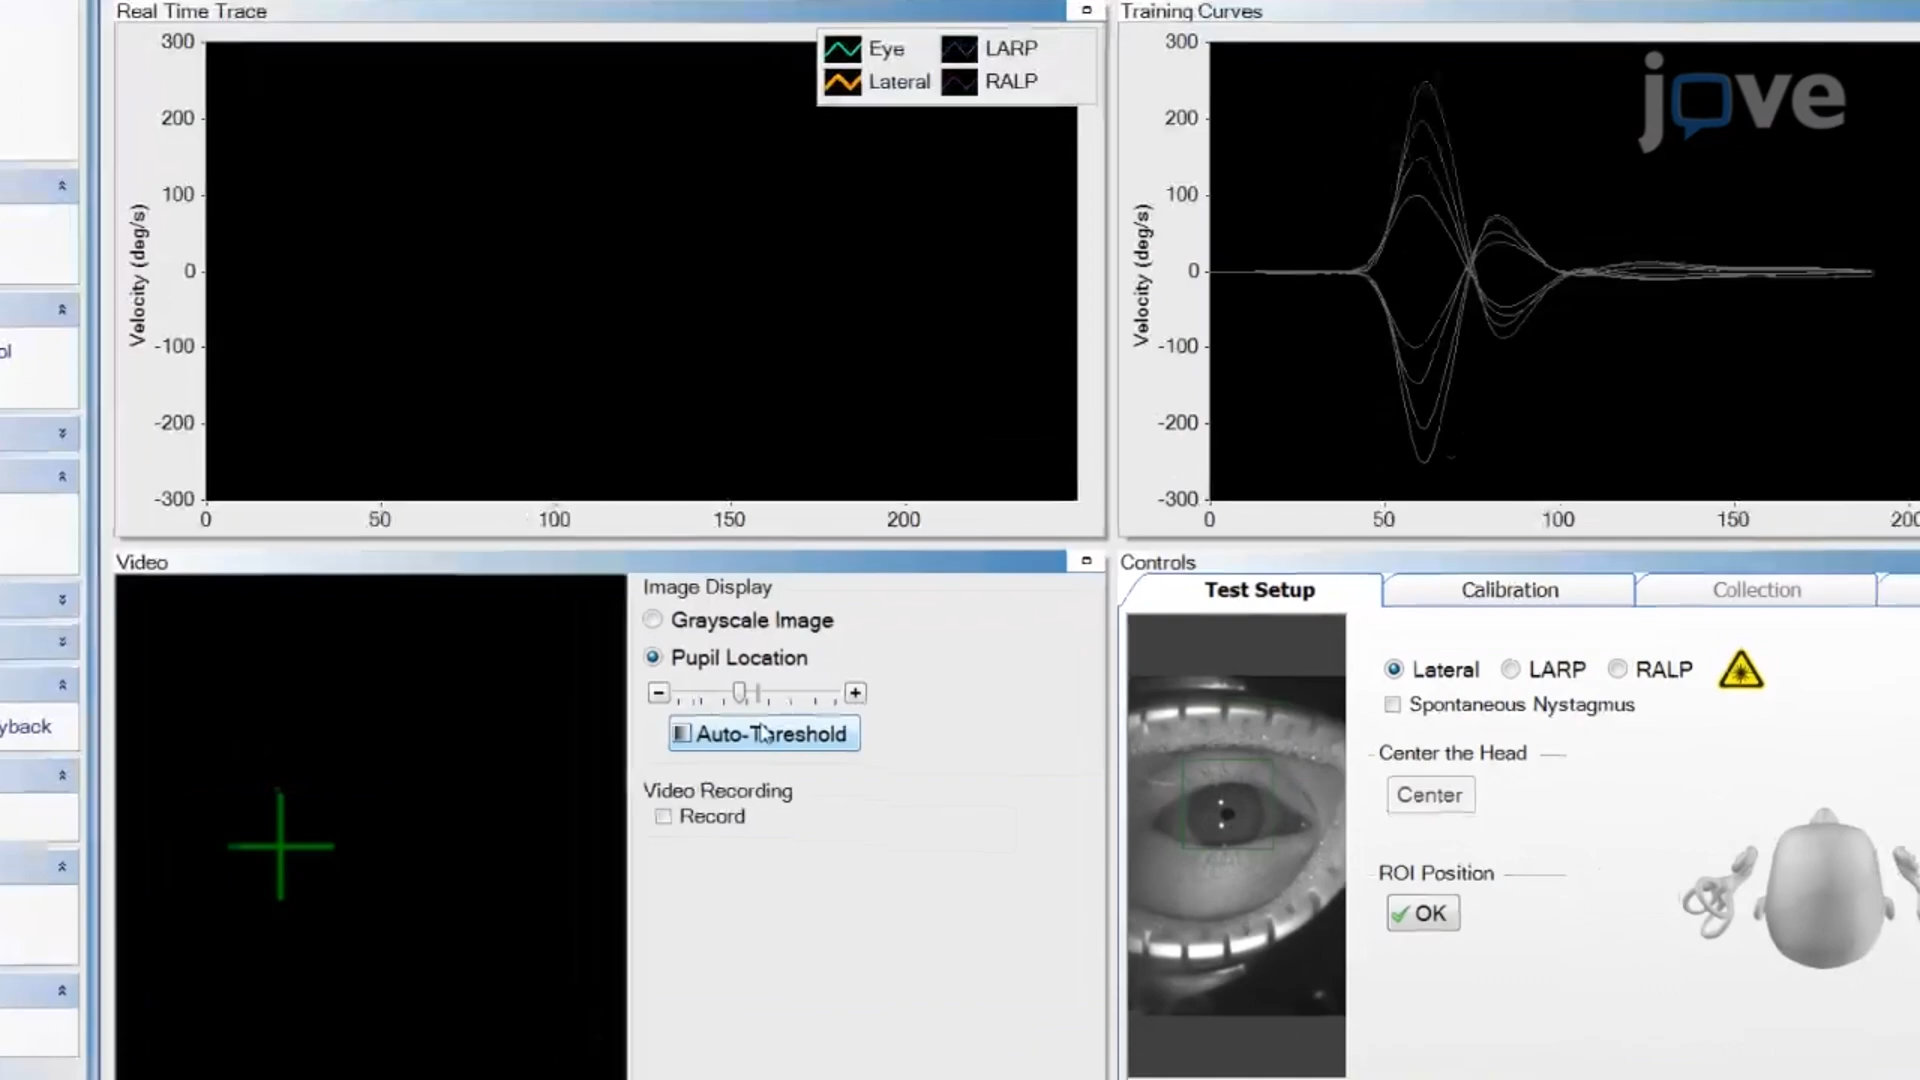 Real Time Trace
300
200
100
0
-100
-200
-300
Velocity (deg/s)
0 50 100 150 200
Eye LARP
Lateral RALP
Training Curves
300
200
100
0
-100
-200
-300
Velocity (deg/s)
0 50 100 150 200
jove
ol
yback
Video
Image Display
Grayscale Image
Pupil Location
- +
Auto-Threshold
Video Recording
Record
Controls
Test Setup Calibration Collection
Lateral LARP RALP
Spontaneous Nystagmus
Center the Head
Center
ROI Position
OK